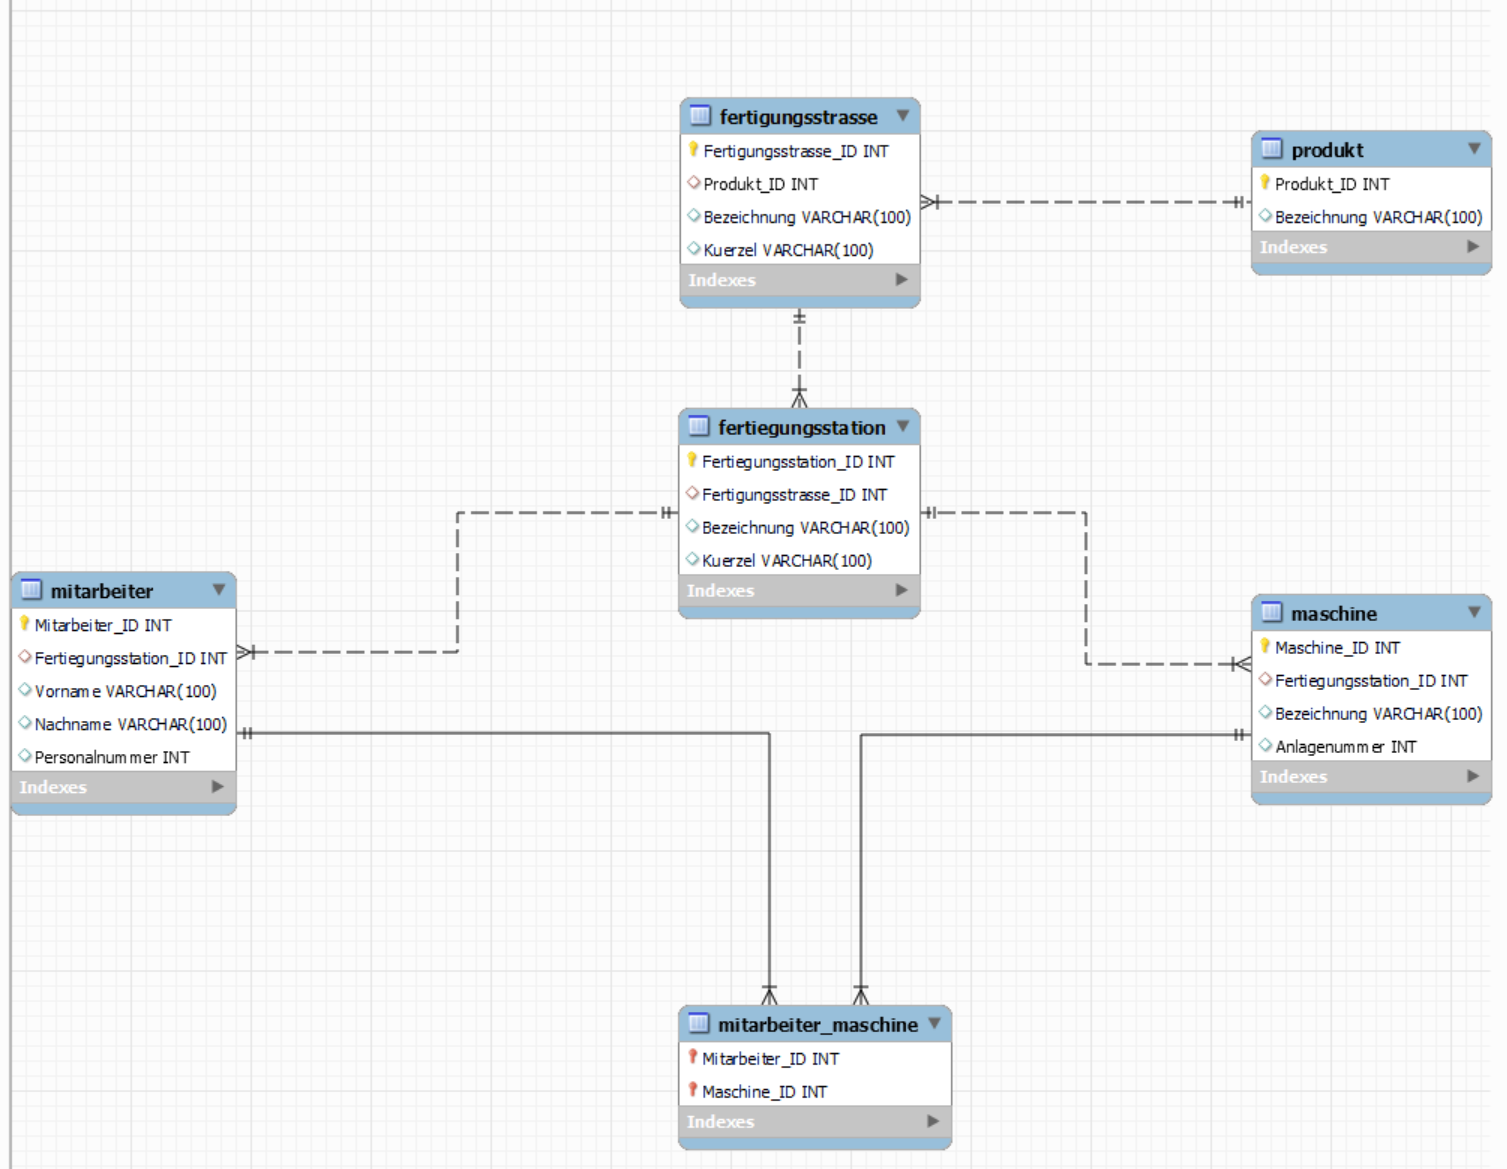 fertigungsstrasse
Fertigungsstrasse_ID INT
Produkt_ID INT
Bezeichnung VARCHAR(100)
Kuerzel VARCHAR(100)
Indexes
produkt
Produkt_ID INT
Bezeichnung VARCHAR(100)
Indexes
fertiegungsstation
Fertiegungsstation_ID INT
Fertigungsstrasse_ID INT
Bezeichnung VARCHAR(100)
Kuerzel VARCHAR(100)
Indexes
mitarbeiter
Mitarbeiter_ID INT
Fertiegungsstation_ID INT
Vorname VARCHAR(100)
Nachname VARCHAR(100)
Personalnummer INT
Indexes
maschine
Maschine_ID INT
Fertiegungsstation_ID INT
Bezeichnung VARCHAR(100)
Anlagenummer INT
Indexes
mitarbeiter_maschine
Mitarbeiter_ID INT
Maschine_ID INT
Indexes